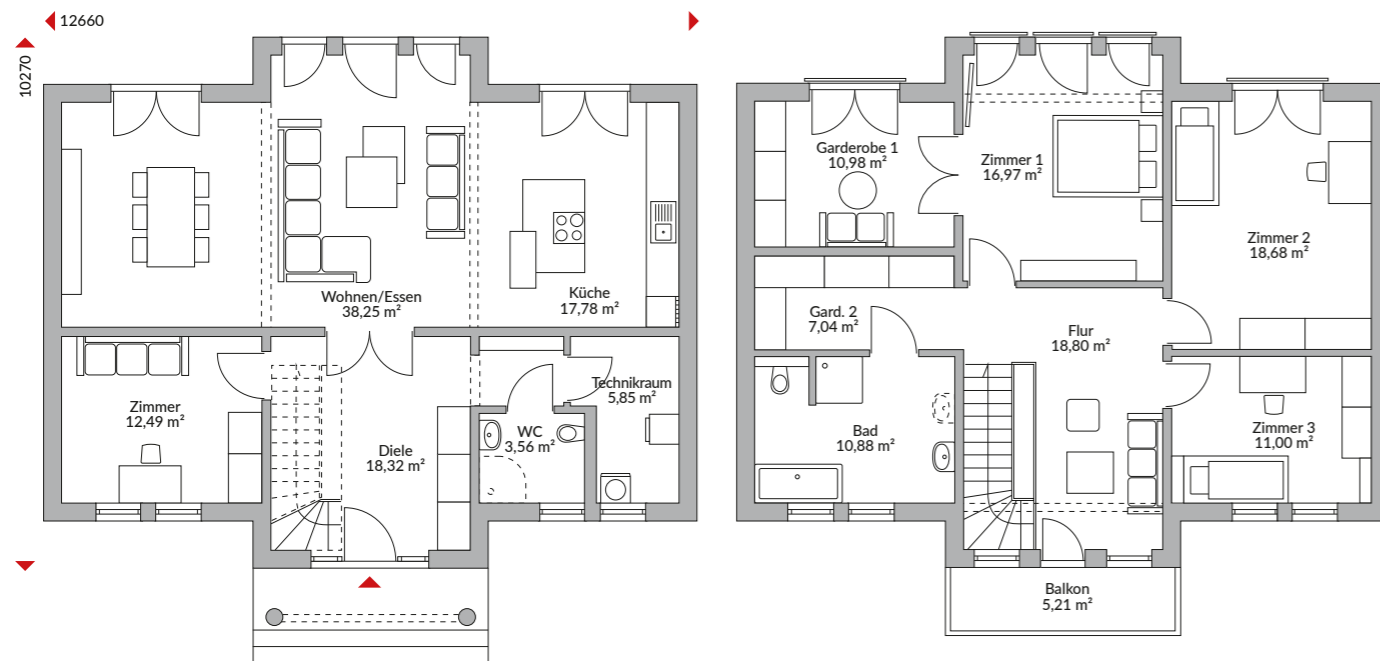 12660
10270
Wohnen/Essen
38,25 m²
Küche
17,78 m²
Zimmer
12,49 m²
Diele
18,32 m²
WC
3,56 m²
Technikraum
5,85 m²
Garderobe 1
10,98 m²
Zimmer 1
16,97 m²
Zimmer 2
18,68 m²
Gard. 2
7,04 m²
Flur
18,80 m²
Bad
10,88 m²
Zimmer 3
11,00 m²
Balkon
5,21 m²